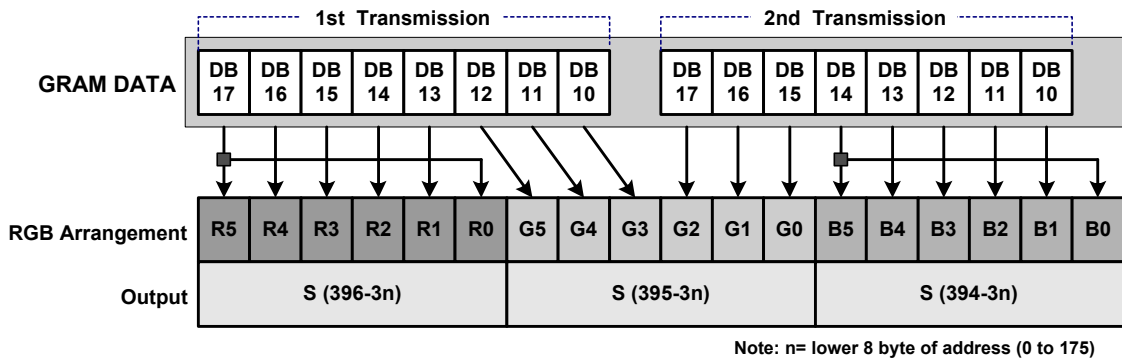 1st Transmission 2nd Transmission
GRAM DATA DB 17 DB 16 DB 15 DB 14 DB 13 DB 12 DB 11 DB 10 DB 17 DB 16 DB 15 DB 14 DB 13 DB 12 DB 11 DB 10
RGB Arrangement R5 R4 R3 R2 R1 R0 G5 G4 G3 G2 G1 G0 B5 B4 B3 B2 B1 B0
Output S (396-3n) S (395-3n) S (394-3n)
Note: n= lower 8 byte of address (0 to 175)